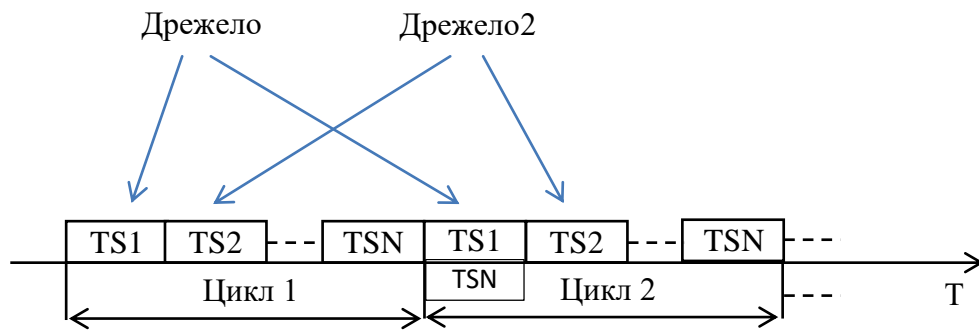 Дрежело Дрежело2
TS1 TS2 TSN TS1 TS2 TSN
TSN
Цикл 1 Цикл 2 T